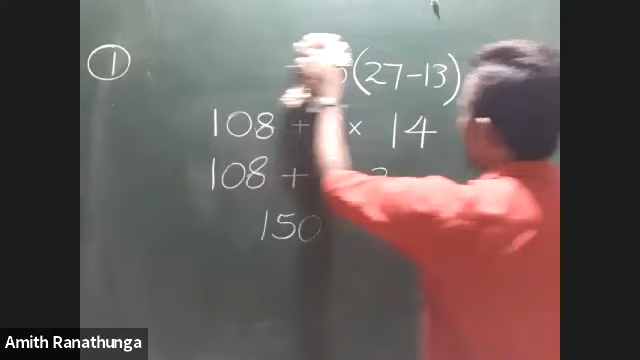 ①
(27-13)
108 + × 14
108 +
150
Amith Ranathunga